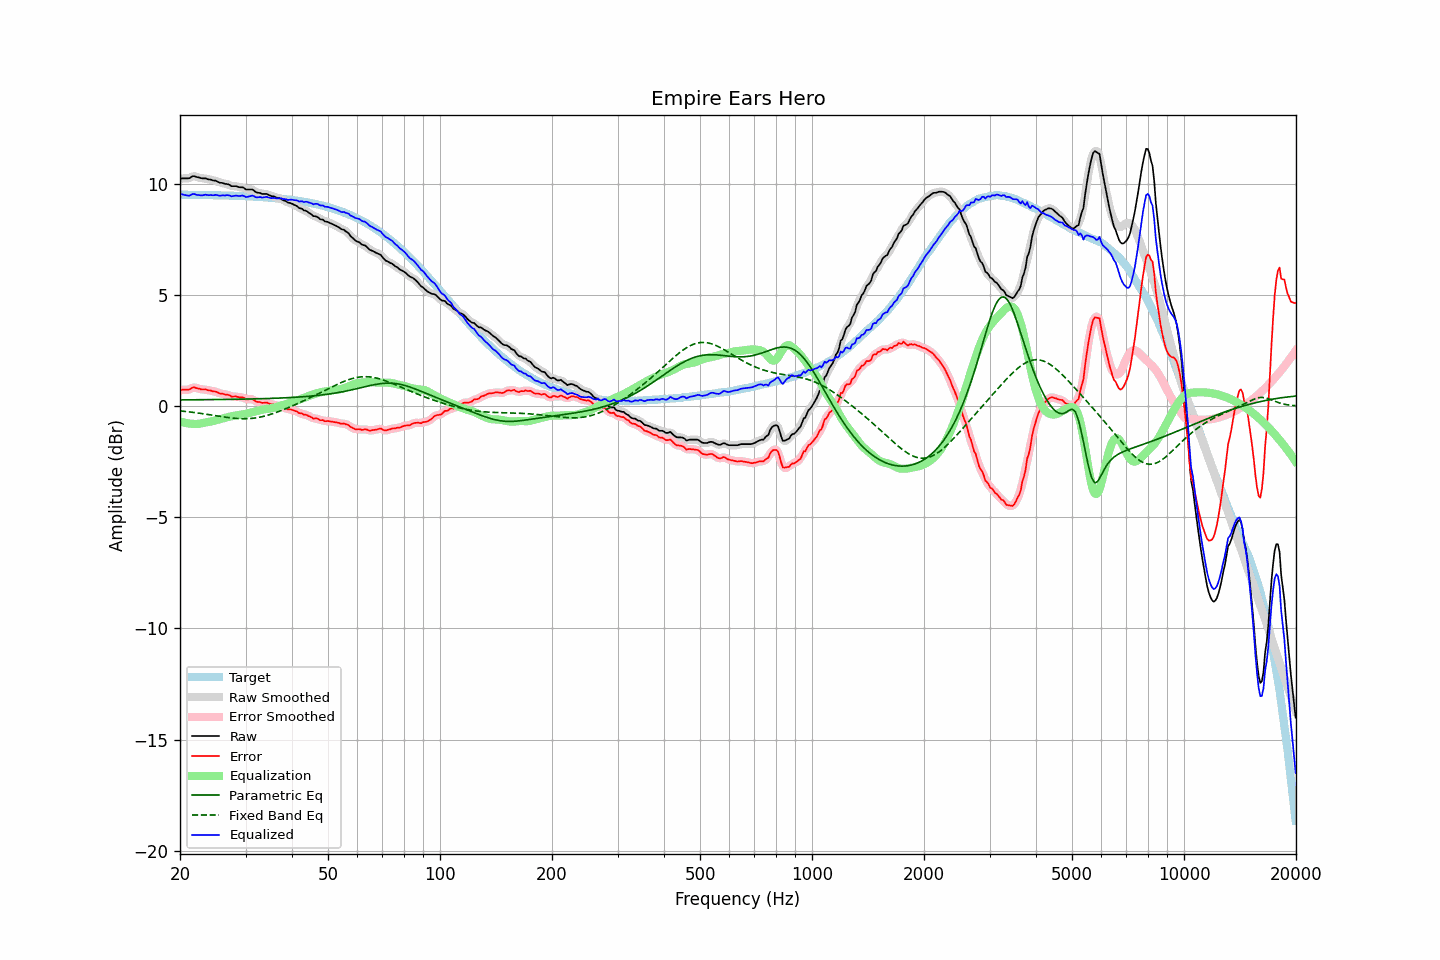 Empire Ears Hero
10
5
0
−5
−10
−15
−20
Amplitude (dBr)
Target
Raw Smoothed
Error Smoothed
Raw
Error
Equalization
Parametric Eq
Fixed Band Eq
Equalized
20 50 100 200 500 1000 2000 5000 10000 20000
Frequency (Hz)